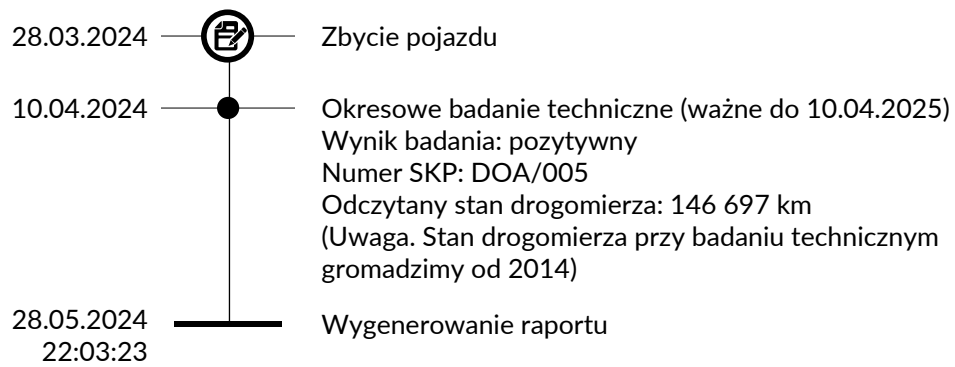 28.03.2024 Zbycie pojazdu
10.04.2024 Okresowe badanie techniczne (ważne do 10.04.2025)
Wynik badania: pozytywny
Numer SKP: DOA/005
Odczytany stan drogomierza: 146 697 km
(Uwaga. Stan drogomierza przy badaniu technicznym
gromadzimy od 2014)
28.05.2024 Wygenerowanie raportu
22:03:23